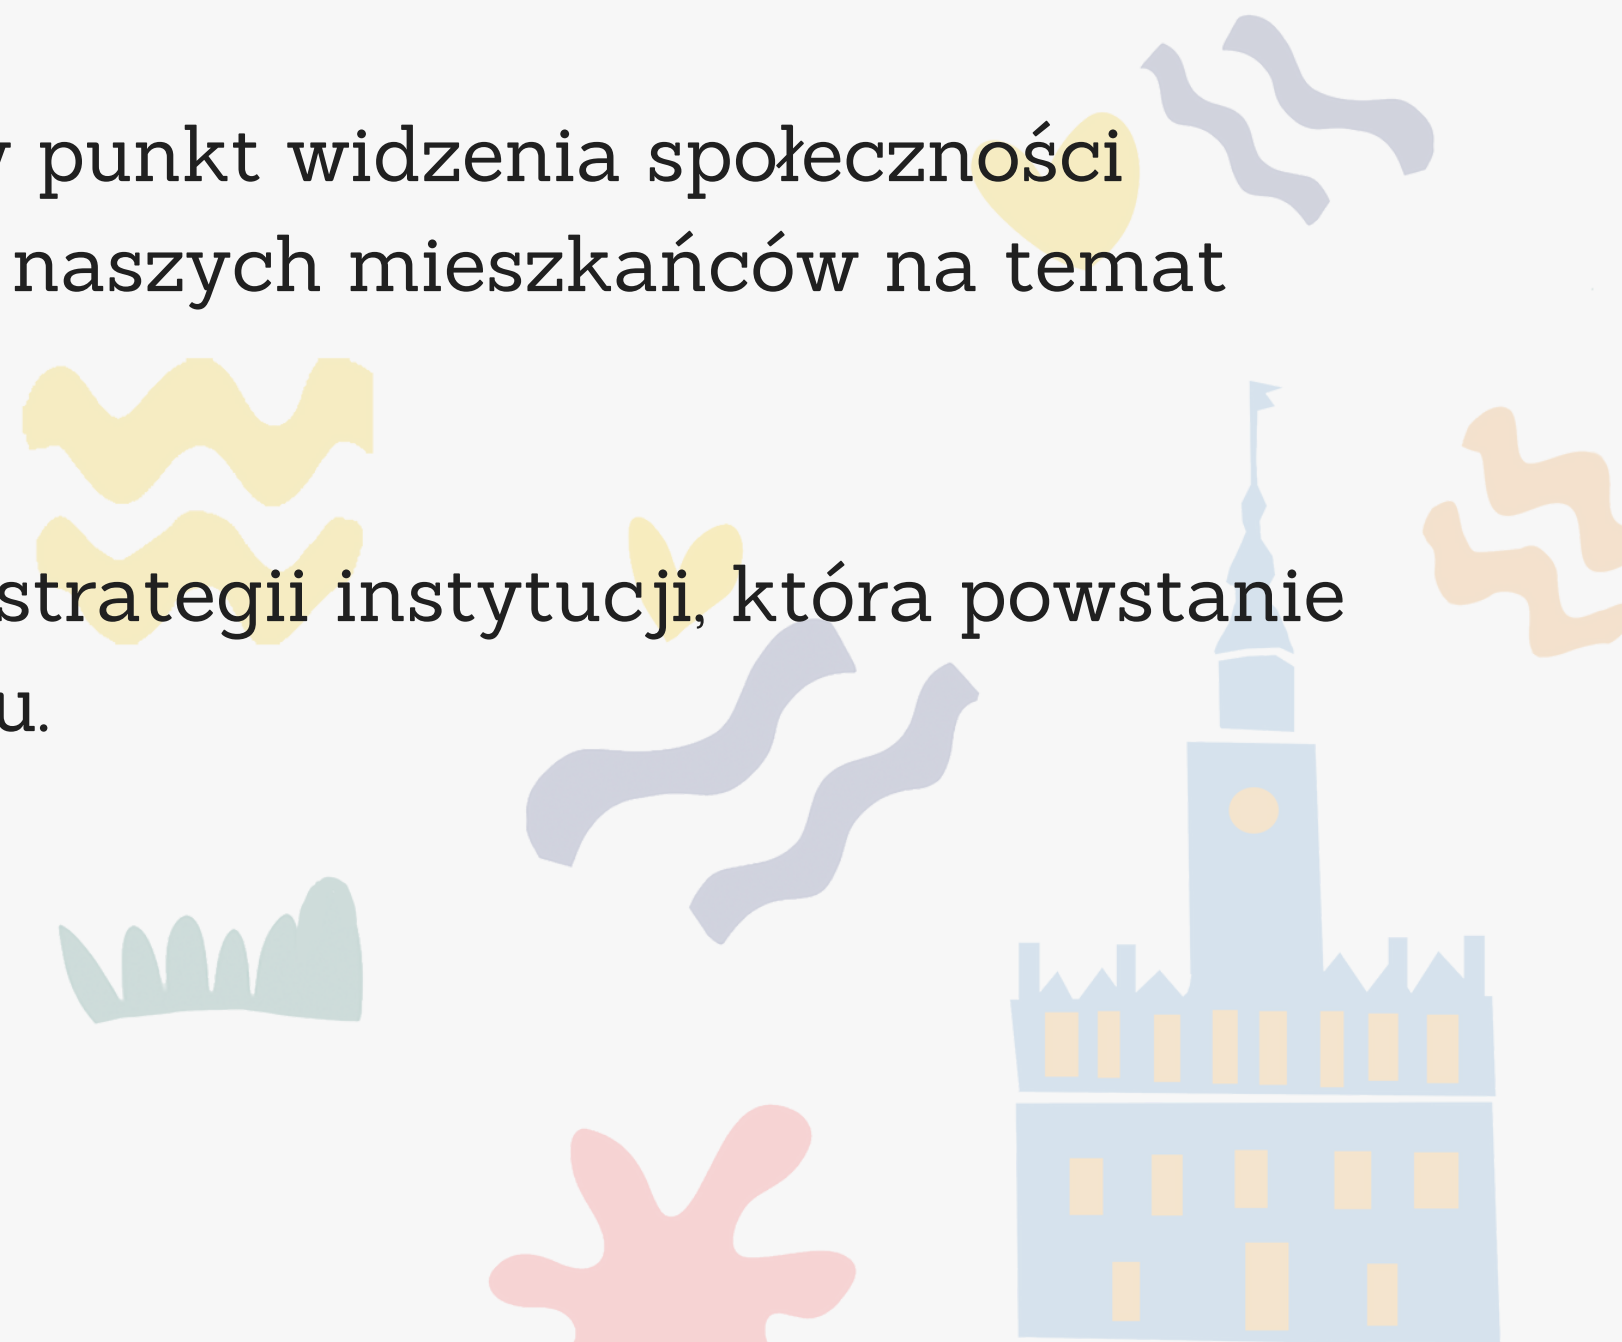 punkt widzenia społeczności
naszych mieszkańców na temat
strategii instytucji, która powstanie
u.